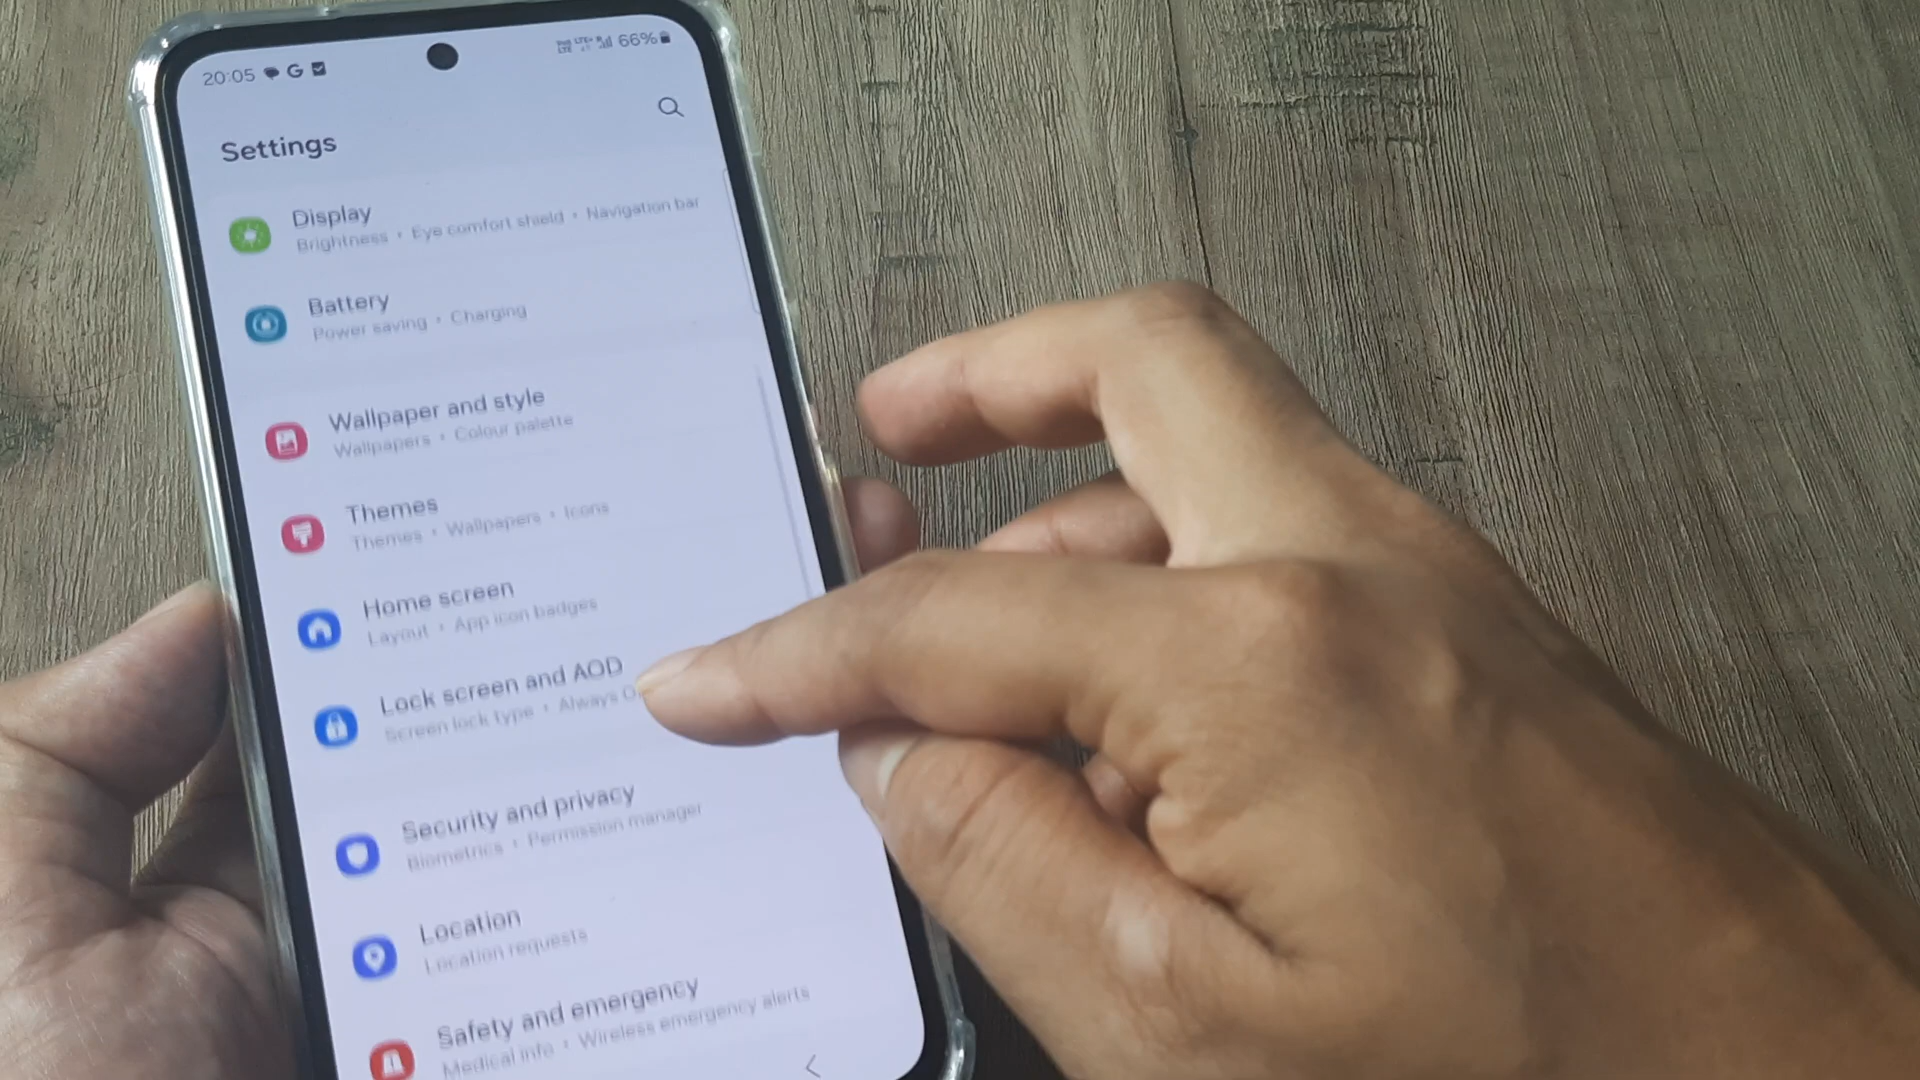 20:05 G 66%
Settings
Display
Brightness • Eye comfort shield • Navigation bar
Battery
Power saving • Charging
Wallpaper and style
Wallpapers • Colour palette
Themes
Themes • Wallpapers • Icons
Home screen
Layout • App icon badges
Lock screen and AOD
Screen lock type • Always O
Security and privacy
Biometrics • Permission manager
Location
Location requests
Safety and emergency
Medical info • Wireless emergency alerts